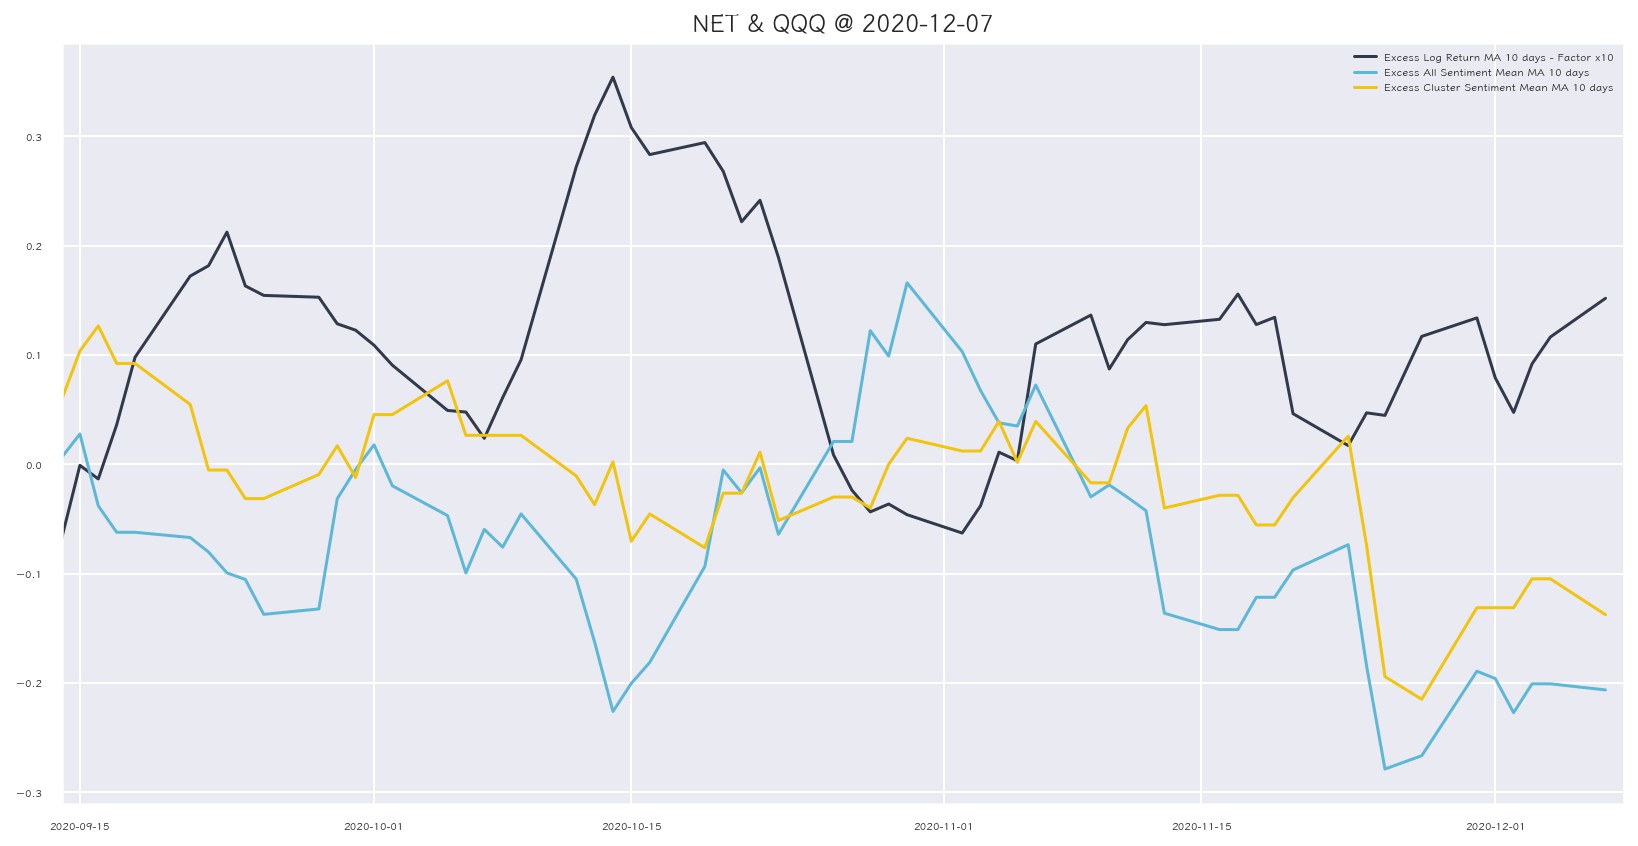 NET & QQQ @ 2020-12-07
Excess Log Return MA 10 days - Factor x10
Excess All Sentiment Mean MA 10 days
Excess Cluster Sentiment Mean MA 10 days
0.3
0.2
0.1
0.0
−0.1
−0.2
−0.3
2020-09-15 2020-10-01 2020-10-15 2020-11-01 2020-11-15 2020-12-01